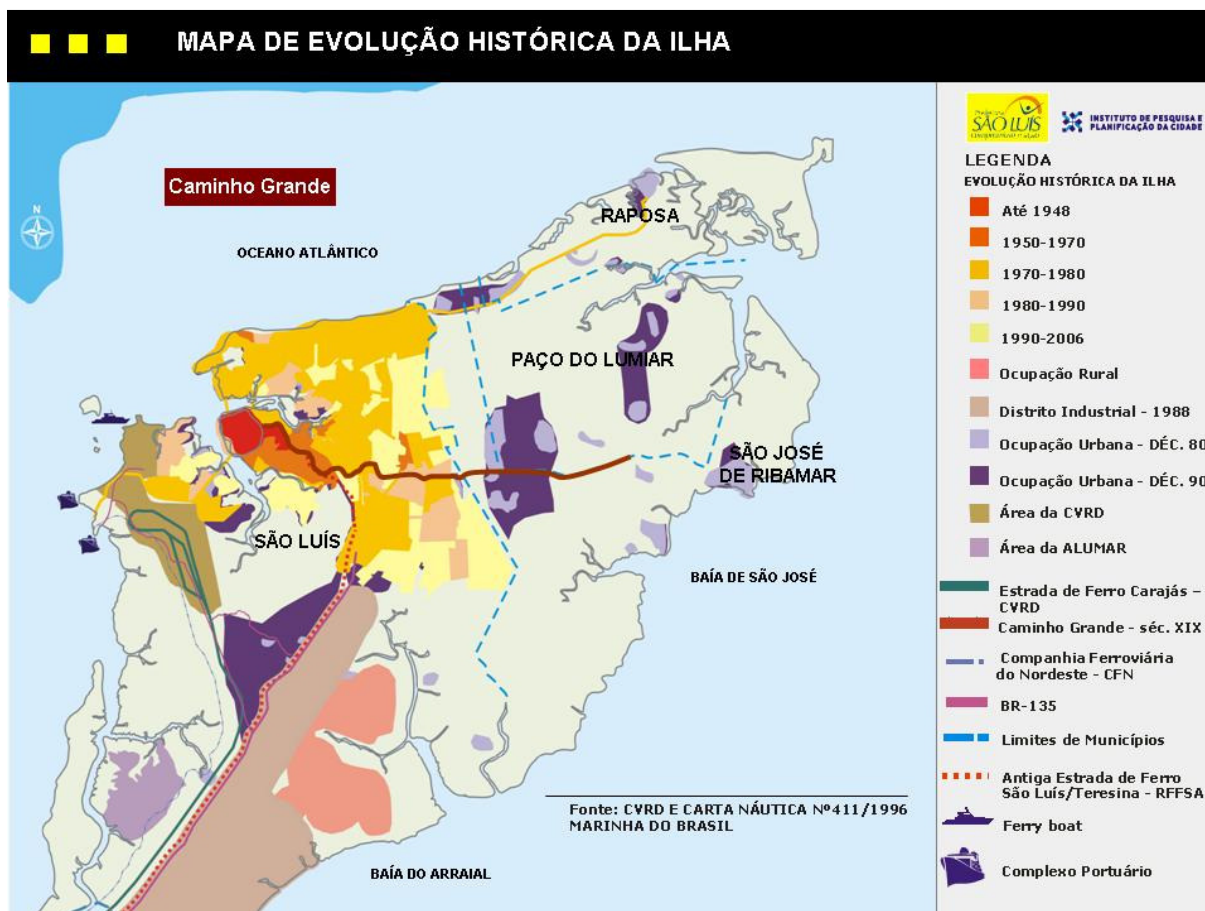 MAPA DE EVOLUÇÃO HISTÓRICA DA ILHA
Caminho Grande
N
OCEANO ATLÂNTICO
RAPOSA
PAÇO DO LUMIAR
SÃO JOSÉ
DE RIBAMAR
SÃO LUÍS
BAÍA DE SÃO JOSÉ
BAÍA DO ARRAIAL
Fonte: CVRD E CARTA NÁUTICA Nº411/1996
MARINHA DO BRASIL
SÃO LUÍS
INSTITUTO DE PESQUISA E
PLANIFICAÇÃO DA CIDADE
LEGENDA
EVOLUÇÃO HISTÓRICA DA ILHA
Até 1948
1950-1970
1970-1980
1980-1990
1990-2006
Ocupação Rural
Distrito Industrial - 1988
Ocupação Urbana - DÉC. 80
Ocupação Urbana - DÉC. 90
Área da CVRD
Área da ALUMAR
Estrada de Ferro Carajás –
CVRD
Caminho Grande - séc. XIX
Companhia Ferroviária
do Nordeste - CFN
BR-135
Limites de Municípios
Antiga Estrada de Ferro
São Luís/Teresina - RFFSA
Ferry boat
Complexo Portuário